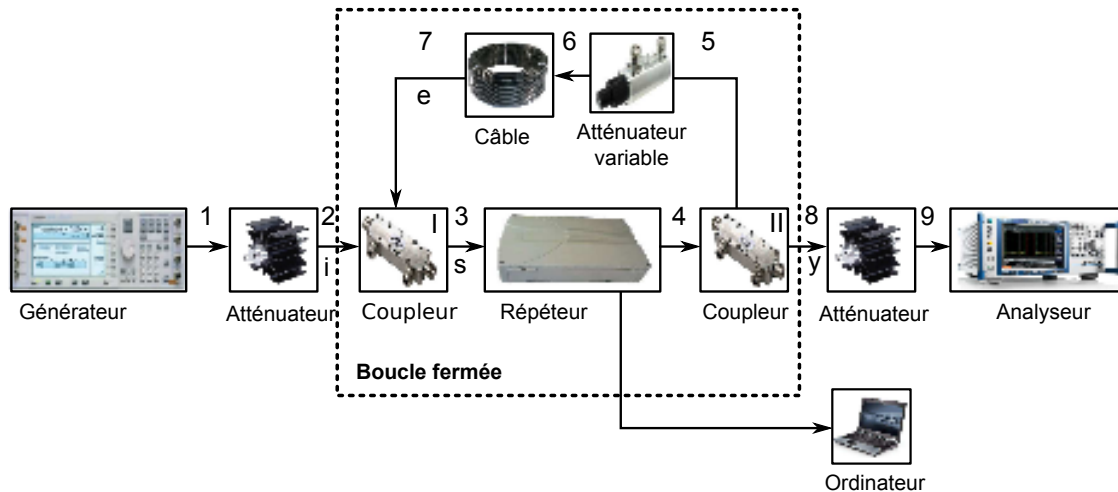 7
6
5
e
Câble
Atténuateur
variable
1
2
I
3
4
II
8
9
i
s
y
Générateur
Atténuateur
Coupleur
Répéteur
Coupleur
Atténuateur
Analyseur
Boucle fermée
Ordinateur